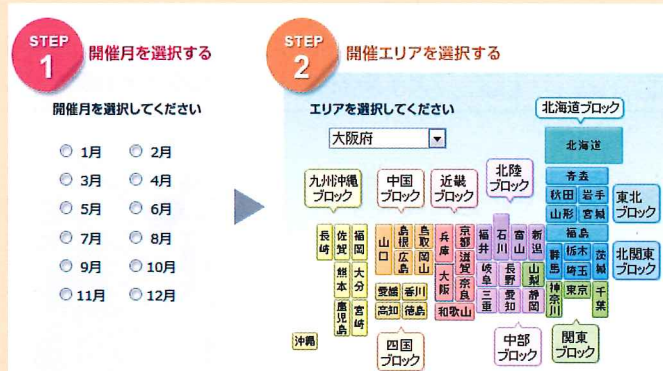 STEP
1
開催月を選択する
開催月を選択してください
1月
2月
3月
4月
5月
6月
7月
8月
9月
10月
11月
12月
STEP
2
開催エリアを選択する
エリアを選択してください
大阪府
北海道ブロック
北海道
青森
秋田
岩手
山形
宮城
福島
東北
ブロック
北関東
ブロック
群馬
栃木
茨城
埼玉
神奈川
東京
千葉
関東
ブロック
北陸
ブロック
福井
石川
富山
新潟
岐阜
長野
山梨
三重
愛知
静岡
中部
ブロック
近畿
ブロック
兵庫
京都
滋賀
大阪
奈良
和歌山
中国
ブロック
山口
島根
鳥取
広島
岡山
愛媛
香川
高知
徳島
四国
ブロック
九州沖縄
ブロック
長崎
佐賀
福岡
熊本
大分
鹿児島
宮崎
沖縄